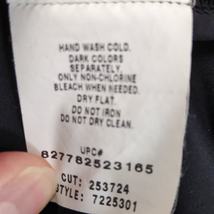 HAND WASH COLD.
DARK COLORS
SEPARATELY.
ONLY NON-CHLORINE
BLEACH WHEN NEEDED.
DRY FLAT.
DO NOT IRON
DO NOT DRY CLEAN.
UPC#
827782523165
CUT: 253724
STYLE: 7225301